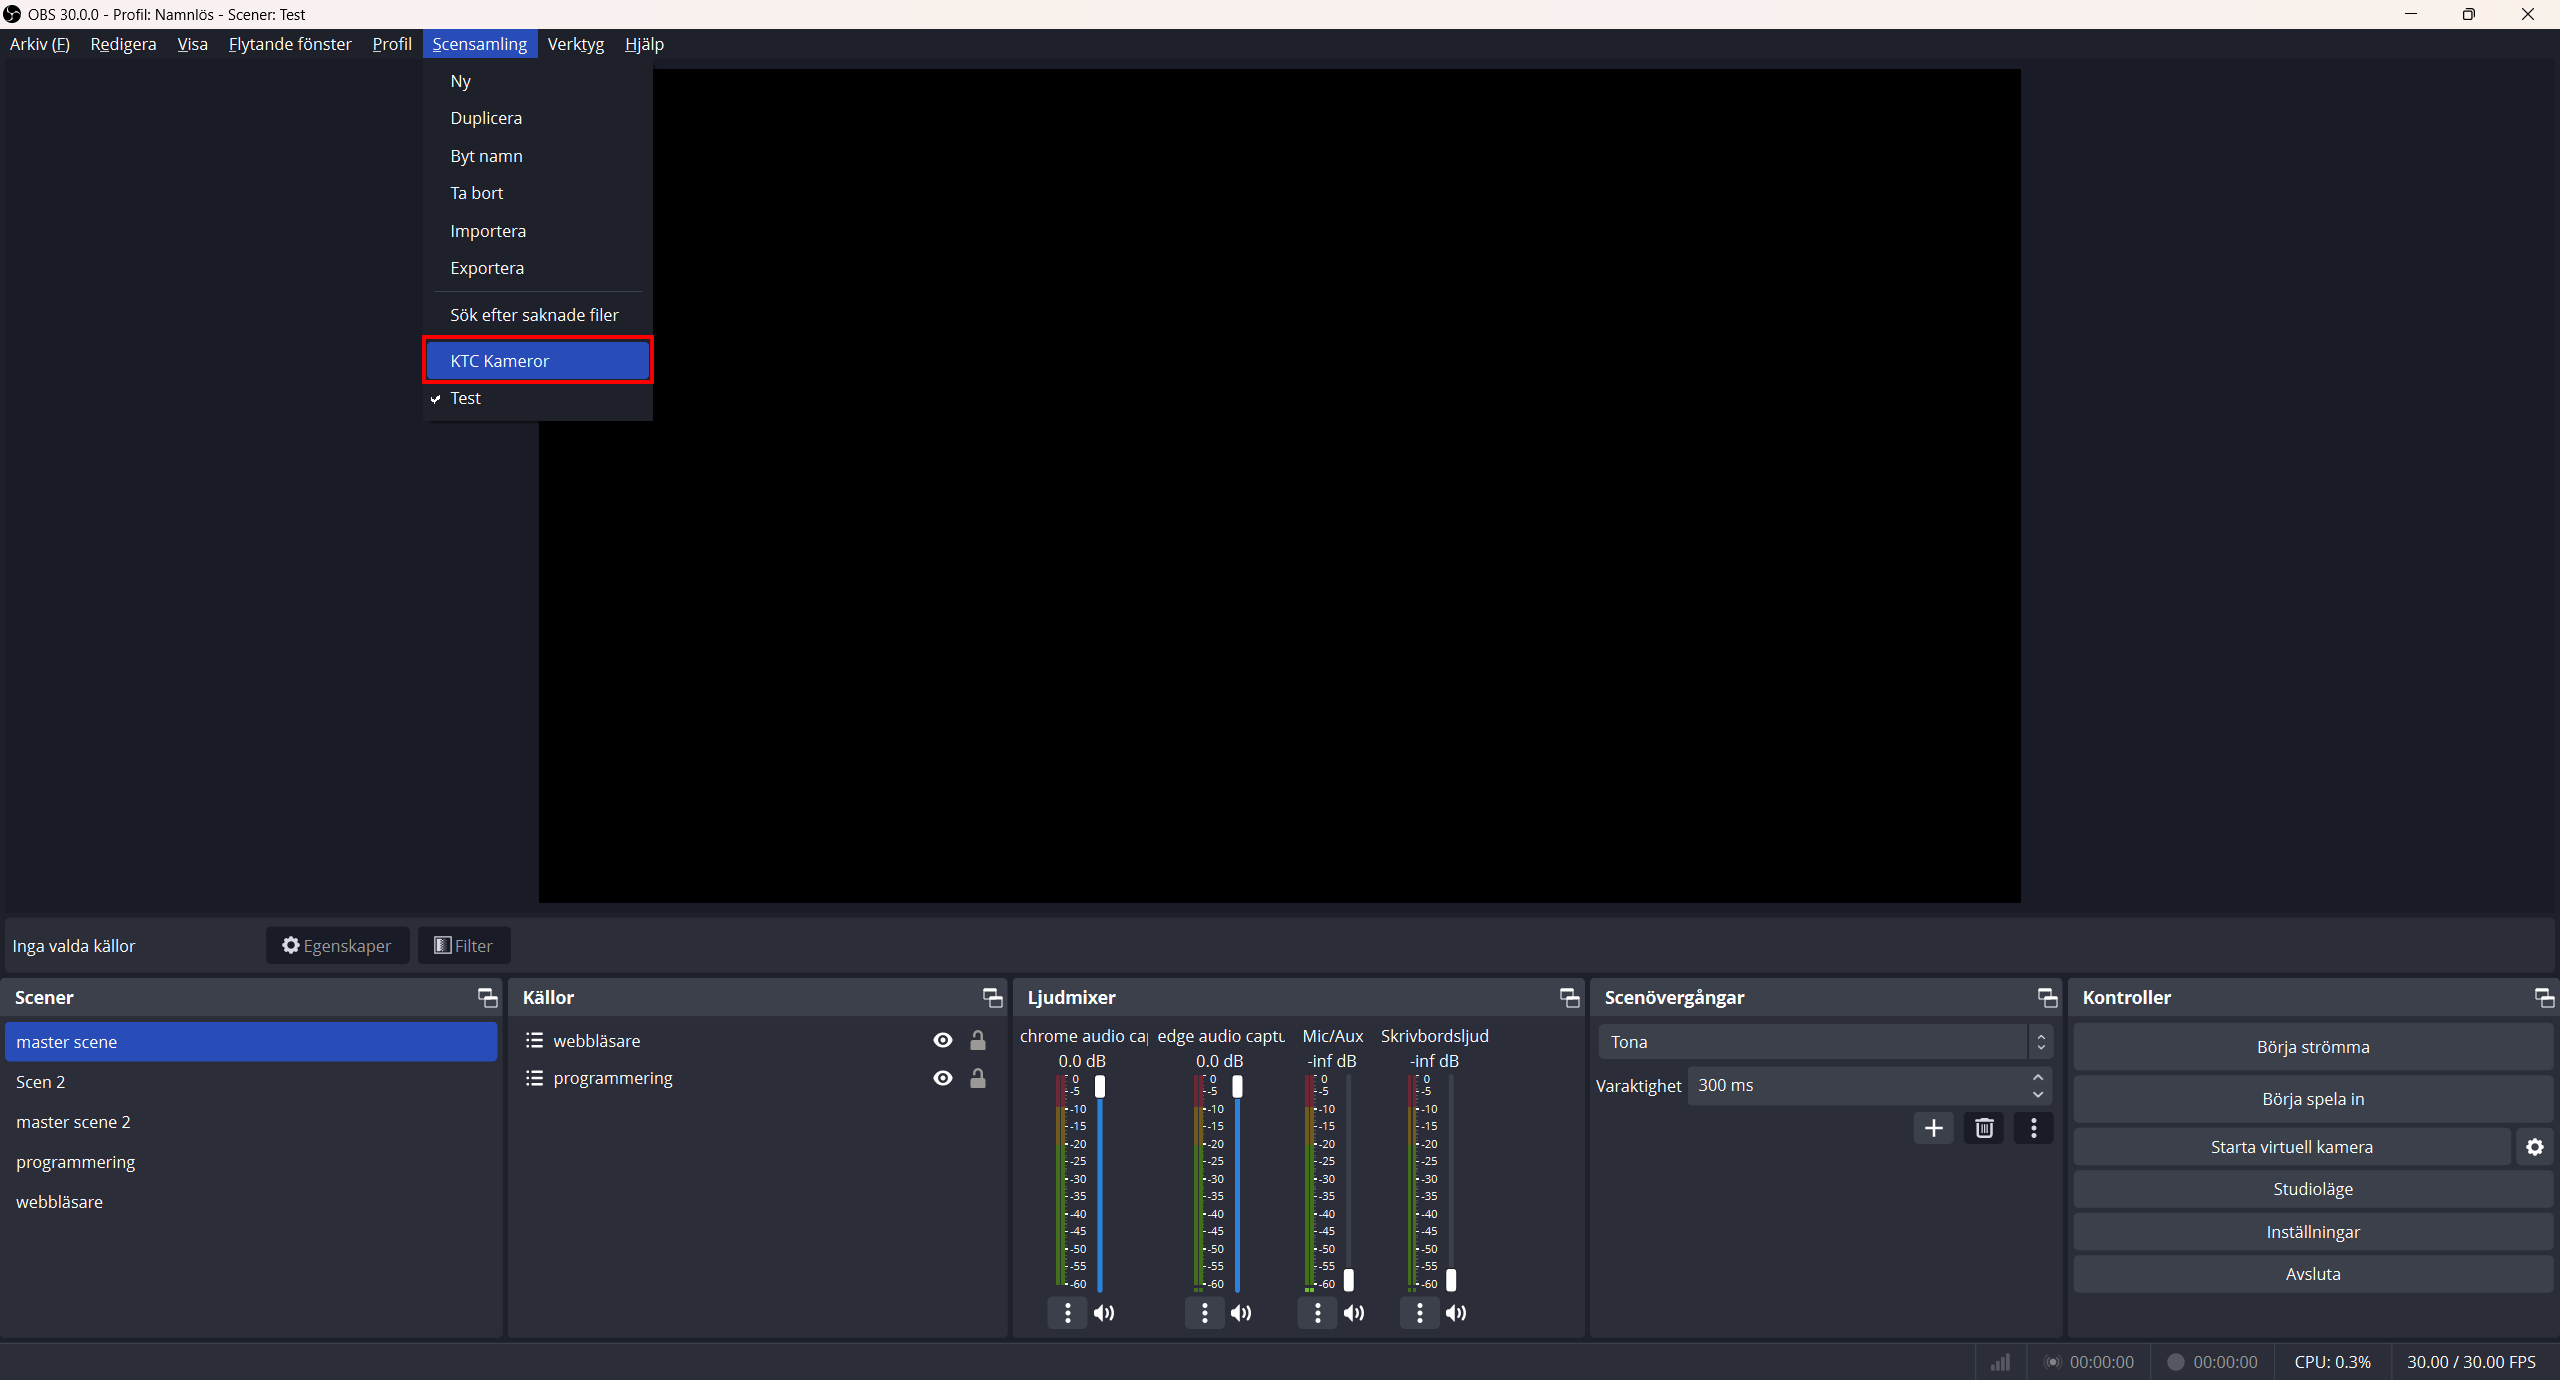 OBS 30.0.0 - Profil: Namnlös - Scener: Test
Arkiv (F) Redigera Visa Flytande fönster Profil Scensamling Verktyg Hjälp
Ny
Duplicera
Byt namn
Ta bort
Importera
Exportera
Sök efter saknade filer
KTC Kameror
Test
Inga valda källor Egenskaper Filter
Scener
master scene
Scen 2
master scene 2
programmering
webbläsare
Källor
webbläsare
programmering
Ljudmixer
chrome audio ca edge audio captu Mic/Aux Skrivbordsljud
0.0 dB 0.0 dB -inf dB -inf dB
0 0 0 0
-5 -5 -5 -5
-10 -10 -10 -10
-15 -15 -15 -15
-20 -20 -20 -20
-25 -25 -25 -25
-30 -30 -30 -30
-35 -35 -35 -35
-40 -40 -40 -40
-45 -45 -45 -45
-50 -50 -50 -50
-55 -55 -55 -55
-60 -60 -60 -60
Scenövergångar
Tona
Varaktighet 300 ms
Kontroller
Börja strömma
Börja spela in
Starta virtuell kamera
Studioläge
Inställningar
Avsluta
00:00:00 00:00:00 CPU: 0.3% 30.00 / 30.00 FPS